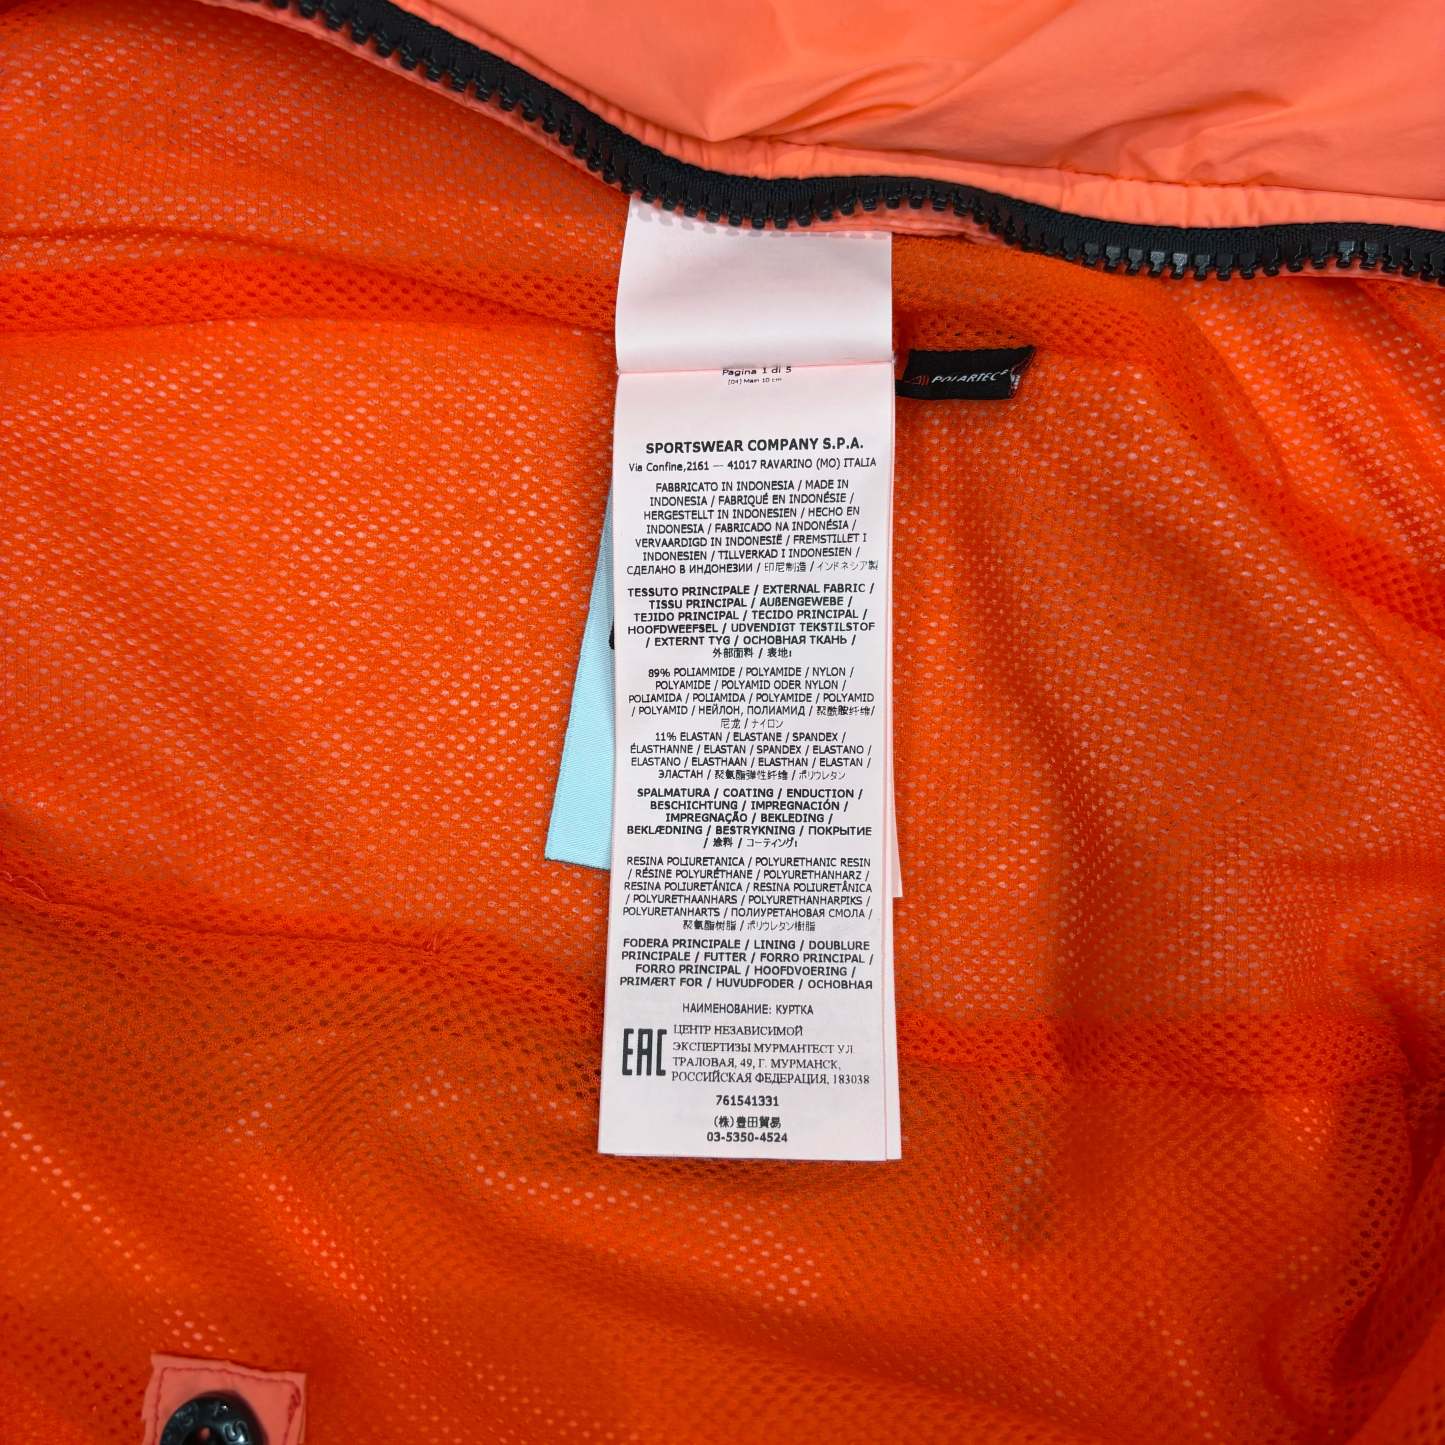 Pagina 1 di 5
[04] Main 10 cm
POLARTEC®
SPORTSWEAR COMPANY S.P.A.
Via Confine,2161 — 41017 RAVARINO (MO) ITALIA
FABBRICATO IN INDONESIA / MADE IN
INDONESIA / FABRIQUÉ EN INDONÉSIE /
HERGESTELLT IN INDONESIEN / HECHO EN
INDONESIA / FABRICADO NA INDONÉSIA /
VERVAARDIGD IN INDONESIË / FREMSTILLET I
INDONESIEN / TILLVERKAD I INDONESIEN /
СДЕЛАНО В ИНДОНЕЗИИ / 印尼制造 / インドネシア製
TESSUTO PRINCIPALE / EXTERNAL FABRIC /
TISSU PRINCIPAL / AUßENGEWEBE /
TEJIDO PRINCIPAL / TECIDO PRINCIPAL /
HOOFDWEEFSEL / UDVENDIGT TEKSTILSTOF
/ EXTERNT TYG / ОСНОВНАЯ ТКАНЬ /
外部面料 / 表地:
89% POLIAMMIDE / POLYAMIDE / NYLON /
POLYAMIDE / POLYAMID ODER NYLON /
POLIAMIDA / POLIAMIDA / POLYAMIDE / POLYAMID
/ POLYAMID / НЕЙЛОН, ПОЛИАМИД / 聚酰胺纤维/
尼龙 / ナイロン
11% ELASTAN / ELASTANE / SPANDEX /
ÉLASTHANNE / ELASTAN / SPANDEX / ELASTANO /
ELASTANO / ELASTHAAN / ELASTHAN / ELASTAN /
ЭЛАСТАН / 聚氨酯弹性纤维 / ポリウレタン
SPALMATURA / COATING / ENDUCTION /
BESCHICHTUNG / IMPREGNACIÓN /
IMPREGNAÇÃO / BEKLEDING /
BEKLÆDNING / BESTRYKNING / ПОКРЫТИЕ
/ 涂料 / コーティング:
RESINA POLIURETANICA / POLYURETHANIC RESIN
/ RÉSINE POLYURÉTHANE / POLYURETHANHARZ /
RESINA POLIURETÁNICA / RESINA POLIURETÂNICA
/ POLYURETHAANHARS / POLYURETHANHARPIKS /
POLYURETANHARTS / ПОЛИУРЕТАНОВАЯ СМОЛА /
聚氨酯树脂 / ポリウレタン樹脂
FODERA PRINCIPALE / LINING / DOUBLURE
PRINCIPALE / FUTTER / FORRO PRINCIPAL /
FORRO PRINCIPAL / HOOFDVOERING /
PRIMÆRT FOR / HUVUDFODER / ОСНОВНАЯ
НАИМЕНОВАНИЕ: КУРТКА
EAC
ЦЕНТР НЕЗАВИСИМОЙ
ЭКСПЕРТИЗЫ МУРМАНТЕСТ УЛ.
ТРАЛОВАЯ, 49, Г. МУРМАНСК,
РОССИЙСКАЯ ФЕДЕРАЦИЯ, 183038
761541331
(株)豊田貿易
03-5350-4524